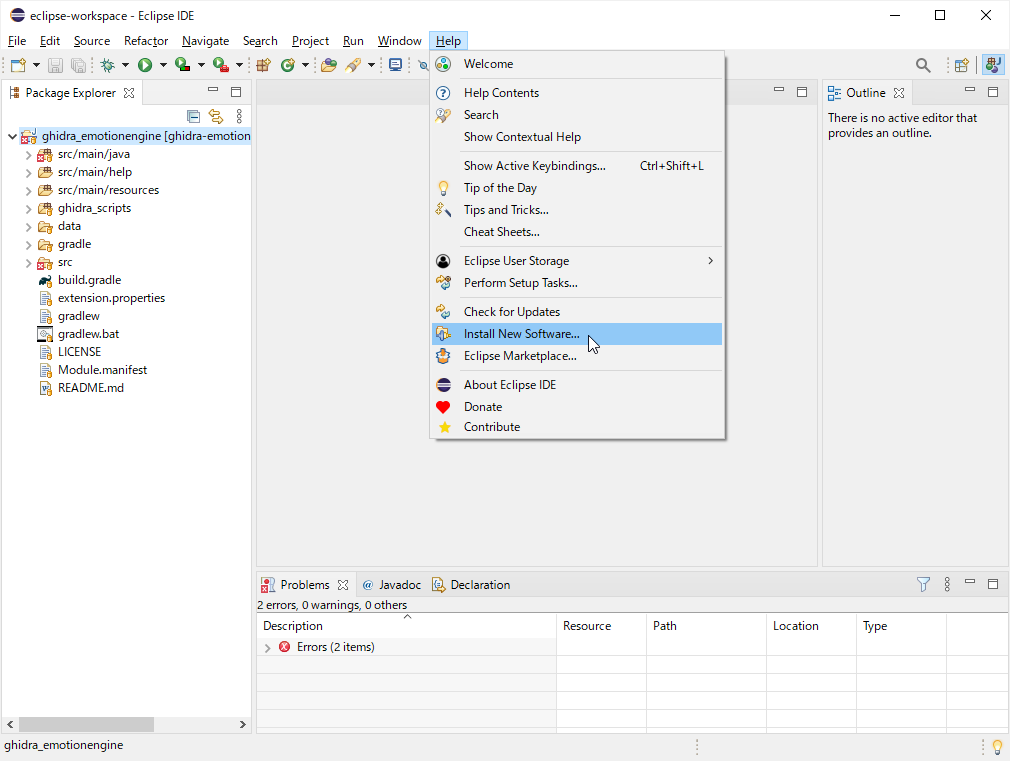 eclipse-workspace - Eclipse IDE
File Edit Source Refactor Navigate Search Project Run Window Help
Package Explorer
ghidra_emotionengine [ghidra-emotion
src/main/java
src/main/help
src/main/resources
ghidra_scripts
data
gradle
src
build.gradle
extension.properties
gradlew
gradlew.bat
LICENSE
Module.manifest
README.md
Welcome
Help Contents
Search
Show Contextual Help
Show Active Keybindings... Ctrl+Shift+L
Tip of the Day
Tips and Tricks...
Cheat Sheets...
Eclipse User Storage
Perform Setup Tasks...
Check for Updates
Install New Software...
Eclipse Marketplace...
About Eclipse IDE
Donate
Contribute
Outline
There is no active editor that
provides an outline.
Problems @ Javadoc Declaration
2 errors, 0 warnings, 0 others
Description Resource Path Location Type
Errors (2 items)
ghidra_emotionengine